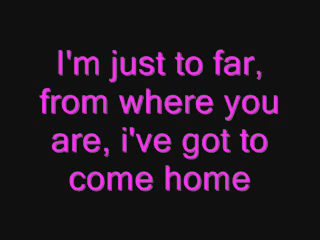 I'm just to far,
from where you
are, i've got to
come home